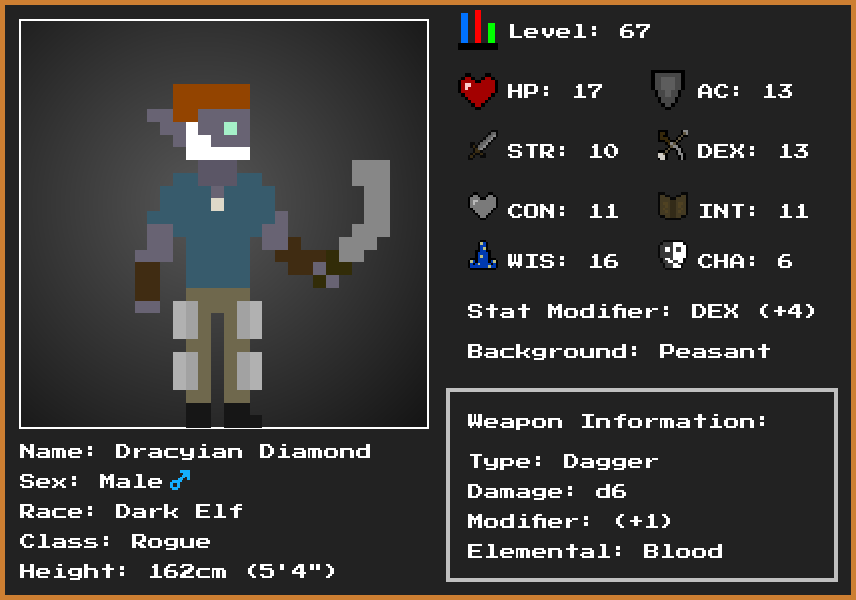 Level: 67
HP: 17
AC: 13
STR: 10
DEX: 13
CON: 11
INT: 11
WIS: 16
CHA: 6
Stat Modifier: DEX (+4)
Background: Peasant
Weapon Information:
Type: Dagger
Damage: d6
Modifier: (+1)
Elemental: Blood
Name: Dracyian Diamond
Sex: Male♂
Race: Dark Elf
Class: Rogue
Height: 162cm (5'4")